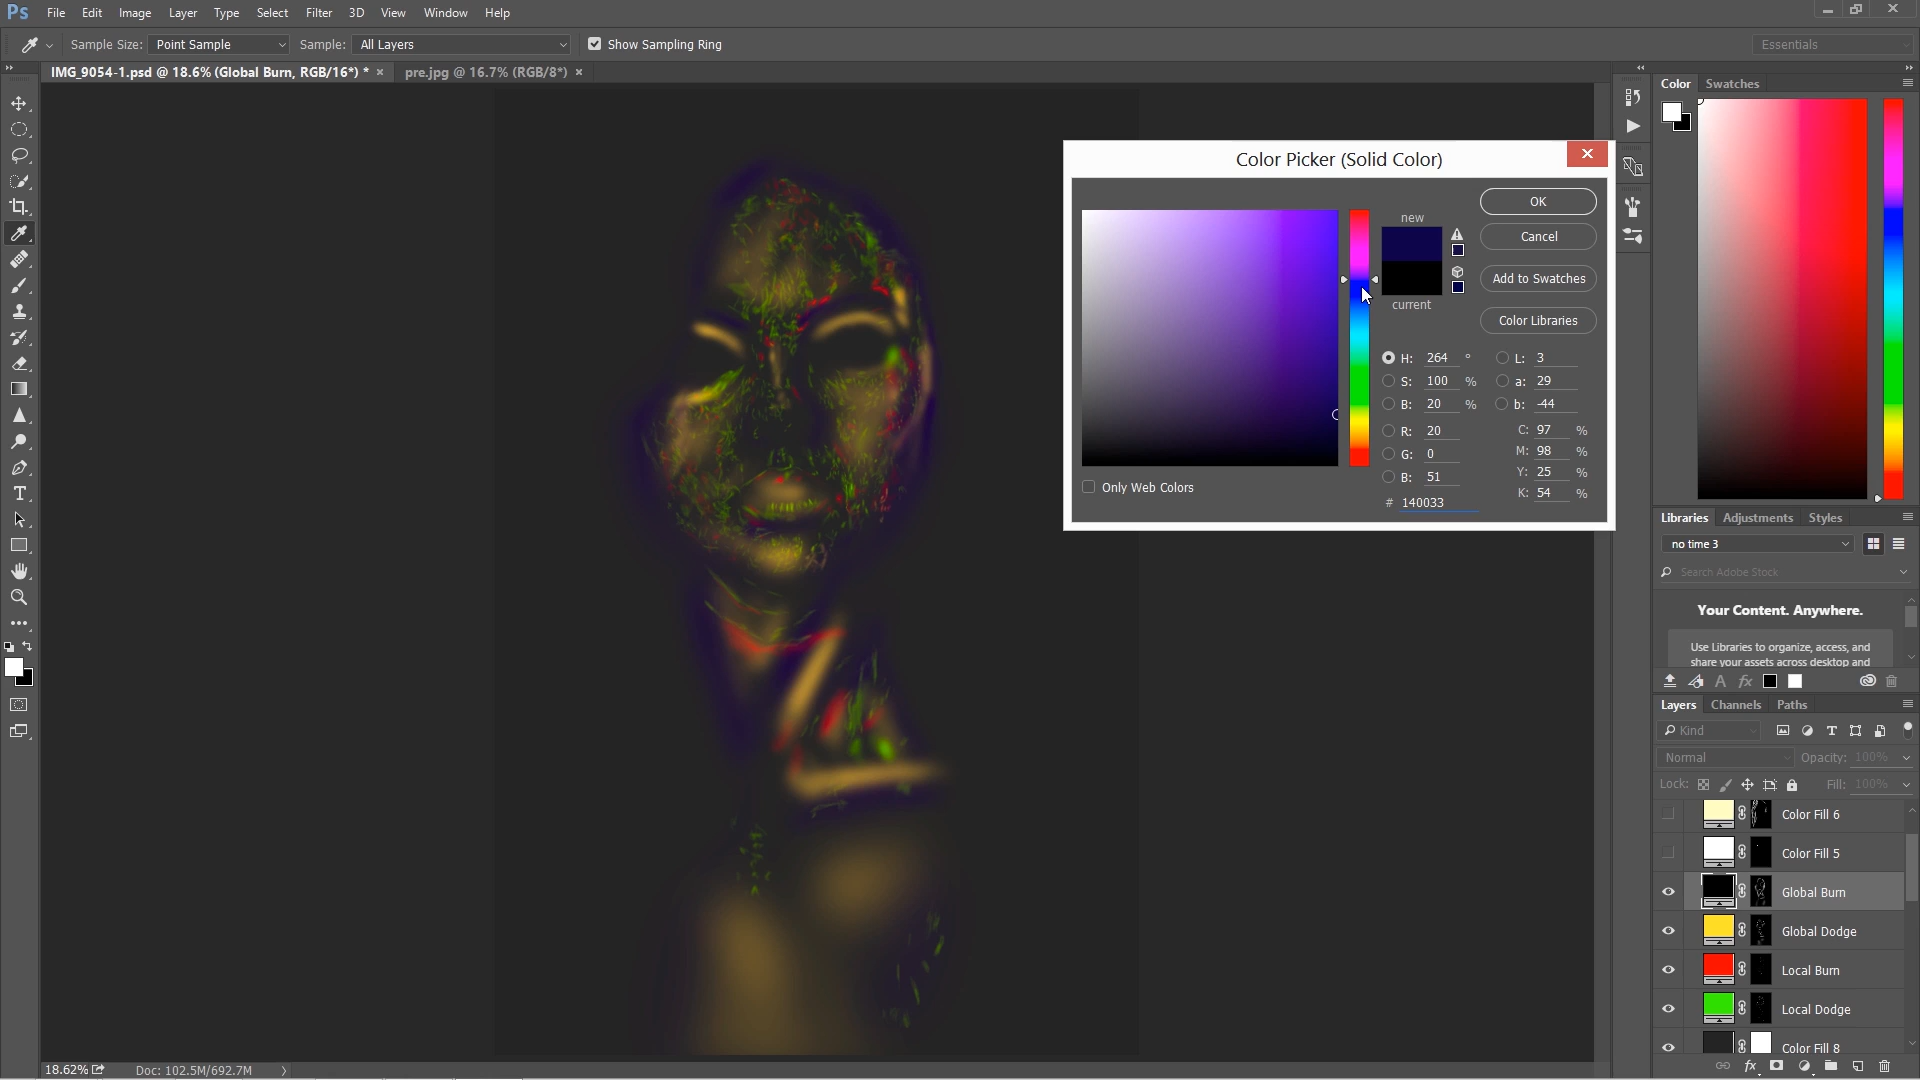 Ps File Edit Image Layer Type Select Filter 3D View Window Help
Sample Size: Point Sample Sample: All Layers Show Sampling Ring Essentials
IMG_9054-1.psd @ 18.6% (Global Burn, RGB/16*) * × pre.jpg @ 16.7% (RGB/8*) ×
Color Swatches
Color Picker (Solid Color)
new
current
OK
Cancel
Add to Swatches
Color Libraries
H: 264 ° L: 3
S: 100 % a: 29
B: 20 % b: -44
R: 20 C: 97 %
G: 0 M: 98 %
B: 51 Y: 25 %
# 140033 K: 54 %
Only Web Colors
Libraries Adjustments Styles
no time 3
Search Adobe Stock
Your Content. Anywhere.
Use Libraries to organize, access, and
share your assets across desktop and
Layers Channels Paths
Kind
Normal Opacity: 100%
Lock: Fill: 100%
Color Fill 6
Color Fill 5
Global Burn
Global Dodge
Local Burn
Local Dodge
Color Fill 8
18.62% Doc: 102.5M/692.7M